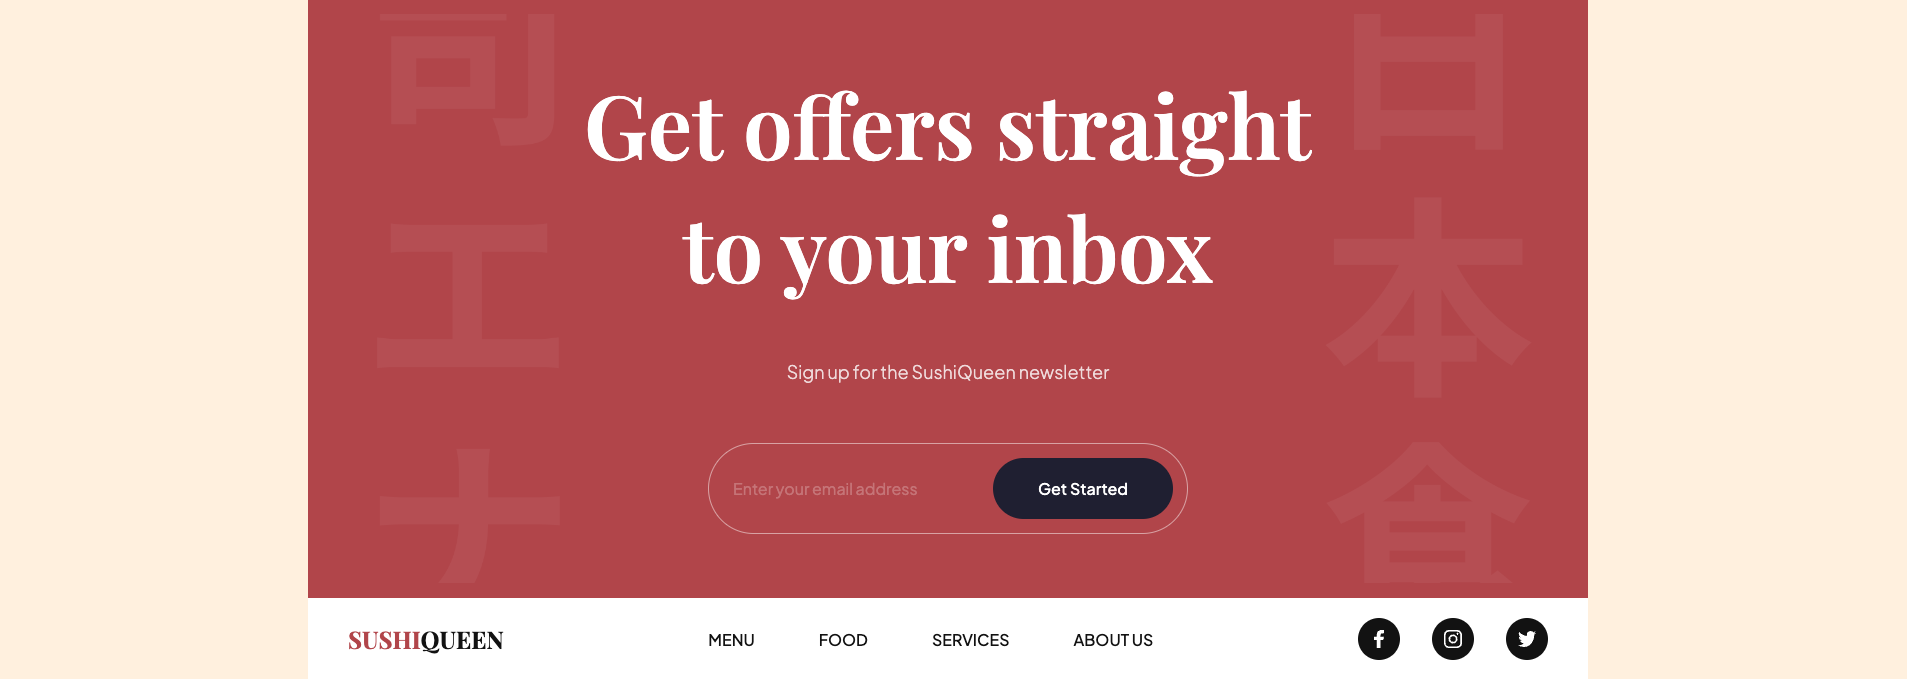 司
エ
ナ
日
本
食
Get offers straight
to your inbox
Sign up for the SushiQueen newsletter
Enter your email address
Get Started
SUSHIQUEEN
MENU
FOOD
SERVICES
ABOUT US